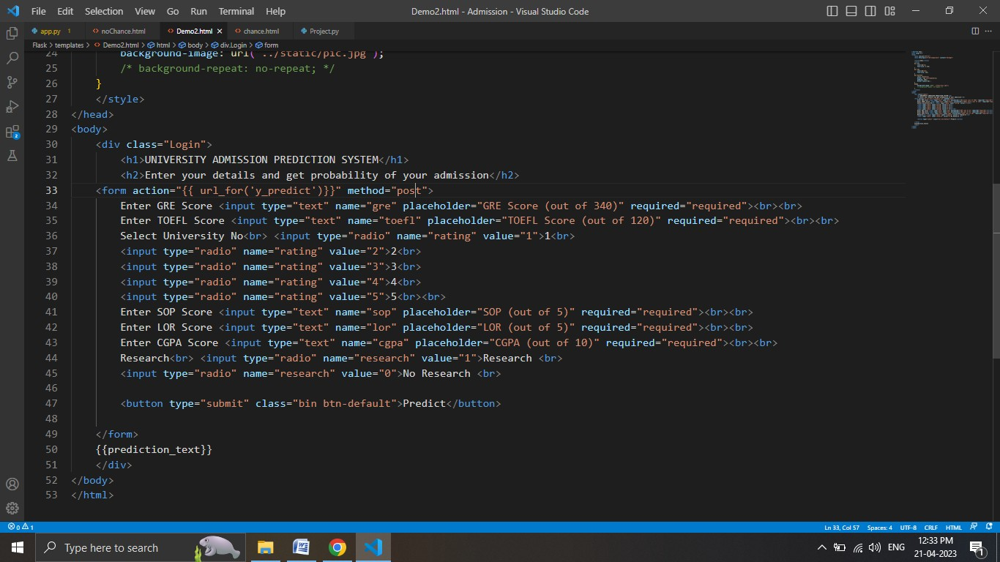 File Edit Selection View Go Run Terminal Help Demo2.html - Admission - Visual Studio Code
app.py 1 noChance.html Demo2.html chance.html Project.py
Flask > templates > Demo2.html > html > body > div.Login > form
24 background-image: url("../static/pic.jpg");
25 /* background-repeat: no-repeat; */
26 }
27 </style>
28 </head>
29 <body>
30 <div class="Login">
31 <h1>UNIVERSITY ADMISSION PREDICTION SYSTEM</h1>
32 <h2>Enter your details and get probability of your admission</h2>
33 <form action="{{ url_for('y_predict')}}" method="post">
34 Enter GRE Score <input type="text" name="gre" placeholder="GRE Score (out of 340)" required="required"><br><br>
35 Enter TOEFL Score <input type="text" name="toefl" placeholder="TOEFL Score (out of 120)" required="required"><br><br>
36 Select University No<br> <input type="radio" name="rating" value="1">1<br>
37 <input type="radio" name="rating" value="2">2<br>
38 <input type="radio" name="rating" value="3">3<br>
39 <input type="radio" name="rating" value="4">4<br>
40 <input type="radio" name="rating" value="5">5<br><br>
41 Enter SOP Score <input type="text" name="sop" placeholder="SOP (out of 5)" required="required"><br><br>
42 Enter LOR Score <input type="text" name="lor" placeholder="LOR (out of 5)" required="required"><br><br>
43 Enter CGPA Score <input type="text" name="cgpa" placeholder="CGPA (out of 10)" required="required"><br><br>
44 Research<br> <input type="radio" name="research" value="1">Research <br>
45 <input type="radio" name="research" value="0">No Research <br>
46
47 <button type="submit" class="bin btn-default">Predict</button>
48
49 </form>
50 {{prediction_text}}
51 </div>
52 </body>
53 </html>
2
0 1 Ln 33, Col 57 Spaces: 4 UTF-8 CRLF HTML
Type here to search ENG 12:33 PM
21-04-2023 1